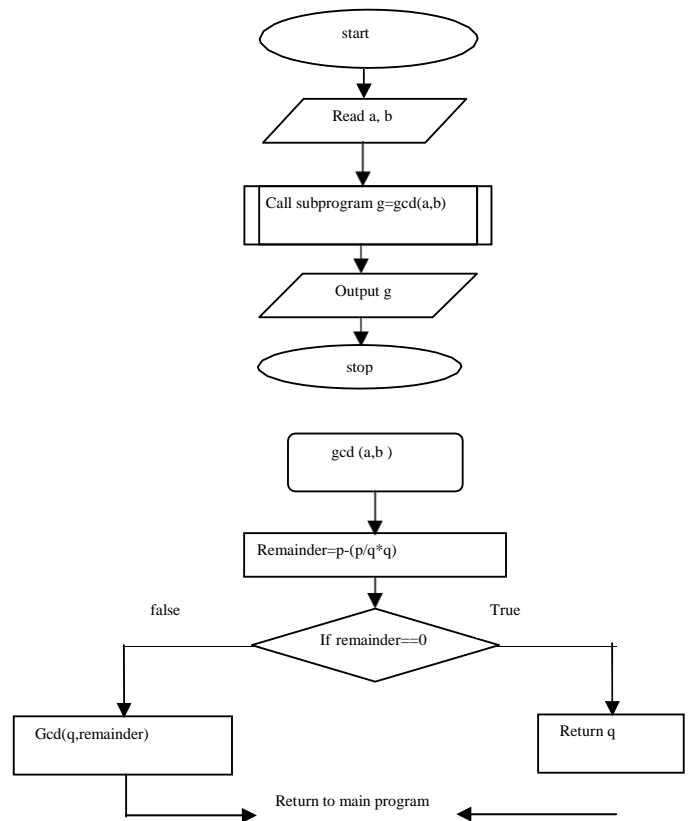 start
Read a, b
Call subprogram g=gcd(a,b)
Output g
stop
gcd (a,b )
Remainder=p-(p/q*q)
false
True
If remainder==0
Gcd(q,remainder)
Return q
Return to main program